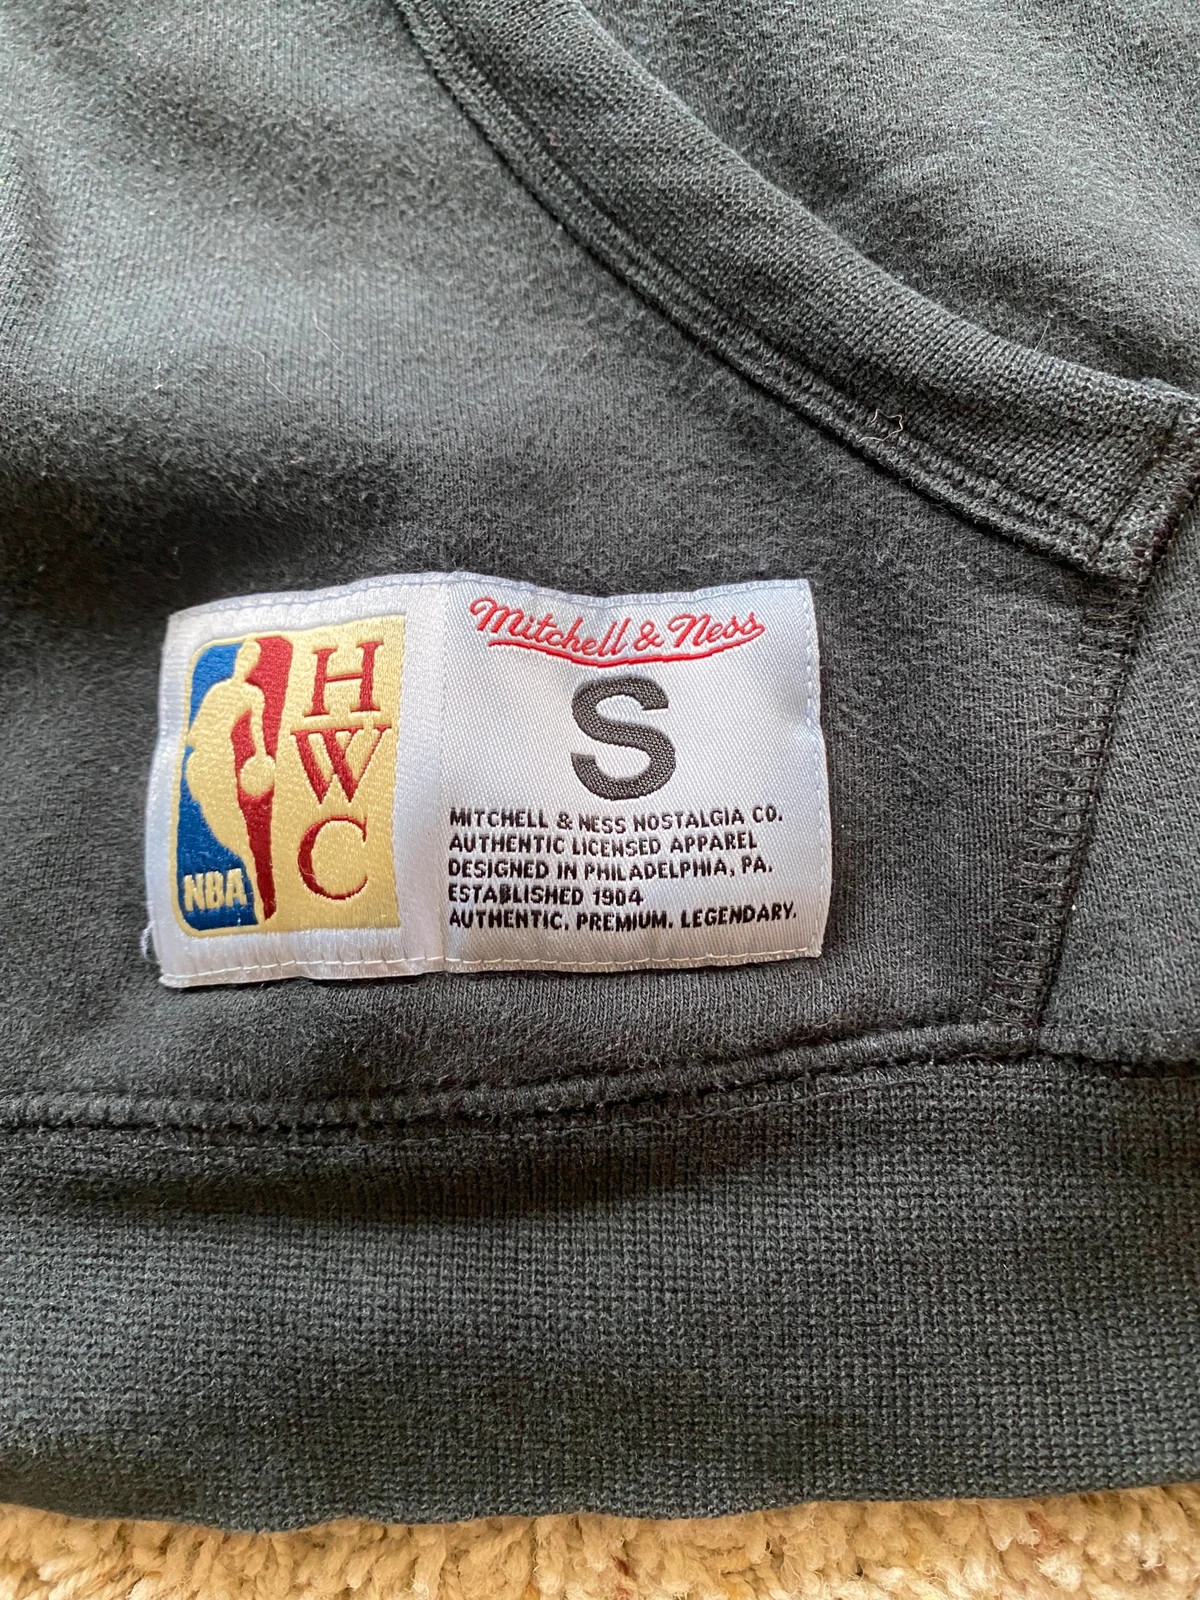 NBA
H
W
C
Mitchell & Ness
S
MITCHELL & NESS NOSTALGIA CO.
AUTHENTIC LICENSED APPAREL
DESIGNED IN PHILADELPHIA, PA.
ESTABLISHED 1904
AUTHENTIC. PREMIUM. LEGENDARY.